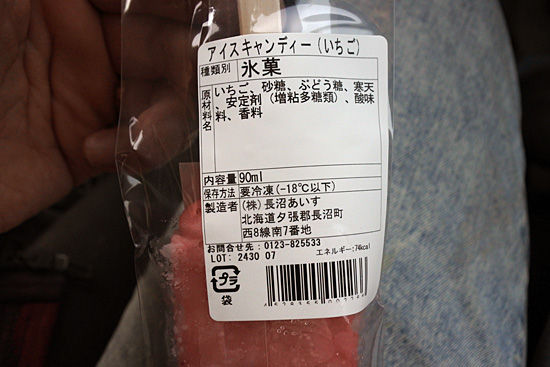 アイスキャンディー(いちご)
種類別 氷菓
原材料名 いちご、砂糖、ぶどう糖、寒天
、安定剤(増粘多糖類)、酸味
料、香料
内容量 90ml
保存方法 要冷凍(-18℃以下)
製造者 (株)長沼あいす
北海道夕張郡長沼町
西8線南7番地
お問合せ先:0123-825533
LOT: 2430 07
エネルギー:74kcal
プラ
袋